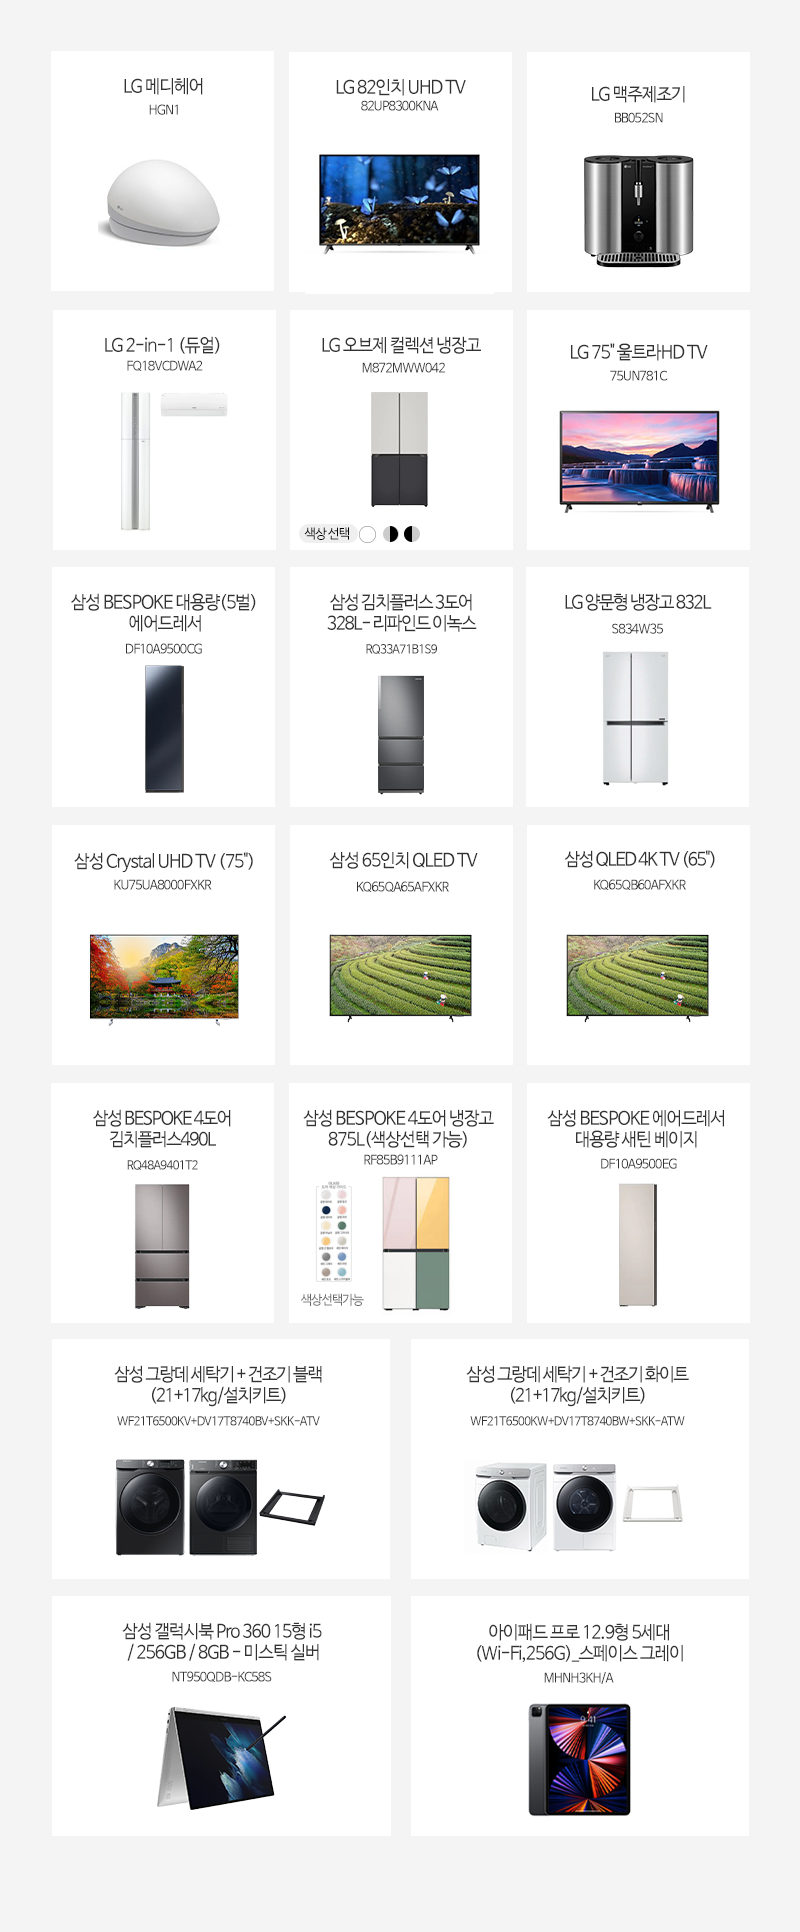 LG 메디헤어
HGN1
LG 82인치 UHD TV
82UP8300KNA
LG 맥주제조기
BB052SN
LG 2-in-1 (듀얼)
FQ18VCDWA2
LG 오브제 컬렉션 냉장고
M872MWW042
색상 선택
LG 75" 울트라HD TV
75UN781C
삼성 BESPOKE 대용량(5벌)
에어드레서
DF10A9500CG
삼성 김치플러스 3도어
328L- 리파인드 이녹스
RQ33A71B1S9
LG 양문형 냉장고 832L
S834W35
삼성 Crystal UHD TV (75")
KU75UA8000FXKR
삼성 65인치 QLED TV
KQ65QA65AFXKR
삼성 QLED 4K TV (65")
KQ65QB60AFXKR
삼성 BESPOKE 4도어
김치플러스490L
RQ48A9401T2
삼성 BESPOKE 4도어 냉장고
875L(색상선택 가능)
RF85B9111AP
색상선택가능
삼성 BESPOKE 에어드레서
대용량 새틴 베이지
DF10A9500EG
삼성 그랑데 세탁기 + 건조기 블랙
(21+17kg/설치키트)
WF21T6500KV+DV17T8740BV+SKK-ATV
삼성 그랑데 세탁기 + 건조기 화이트
(21+17kg/설치키트)
WF21T6500KW+DV17T8740BW+SKK-ATW
삼성 갤럭시북 Pro 360 15형 i5
/ 256GB / 8GB - 미스틱 실버
NT950QDB-KC58S
아이패드 프로 12.9형 5세대
(Wi-Fi,256G)_스페이스 그레이
MHNH3KH/A
9:41